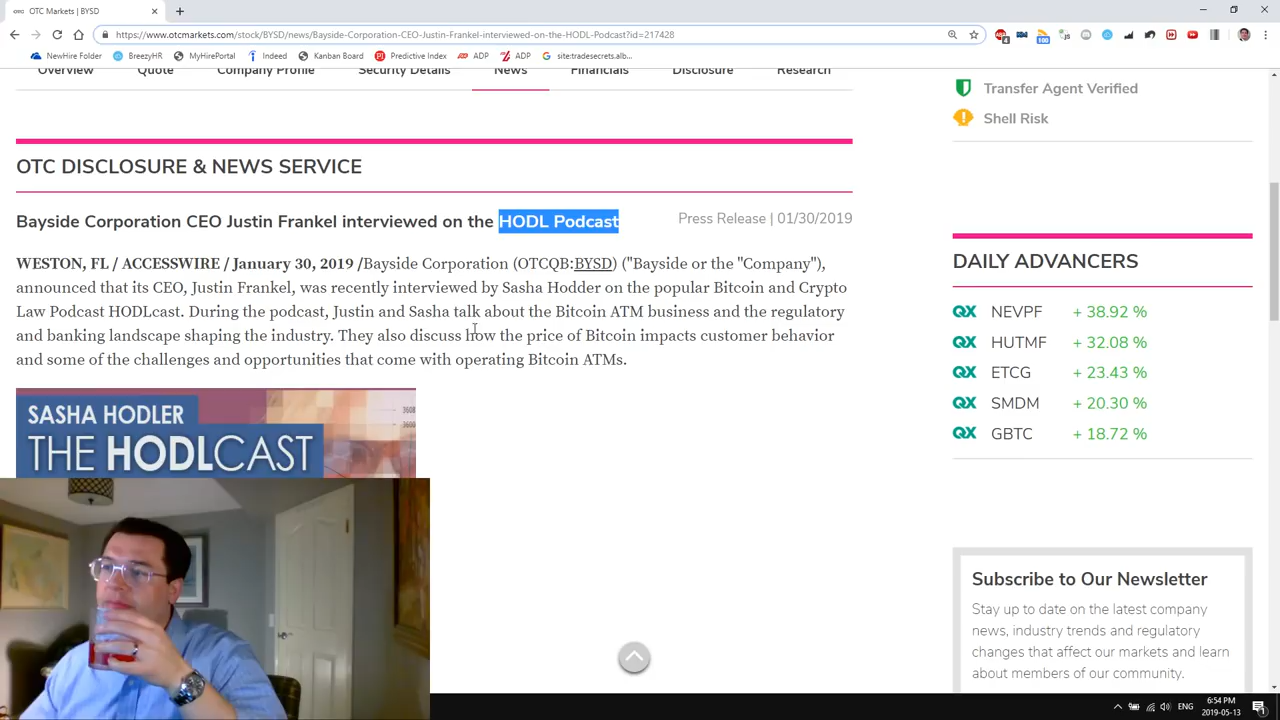 OTC Markets | BYSD
https://www.otcmarkets.com/stock/BYSD/news/Bayside-Corporation-CEO-Justin-Frankel-interviewed-on-the-HODL-Podcast?id=217428
NewHire Folder BreezyHR MyHirePortal Indeed Kanban Board Predictive Index ADP ADP site:tradesecrets.alb...
Overview Quote Company Profile Security Details News Financials Disclosure Research
Transfer Agent Verified
Shell Risk
OTC DISCLOSURE & NEWS SERVICE
Bayside Corporation CEO Justin Frankel interviewed on the HODL Podcast
Press Release | 01/30/2019
WESTON, FL / ACCESSWIRE / January 30, 2019 /Bayside Corporation (OTCQB:BYSD) ("Bayside or the "Company"),
announced that its CEO, Justin Frankel, was recently interviewed by Sasha Hodder on the popular Bitcoin and Crypto
Law Podcast HODLcast. During the podcast, Justin and Sasha talk about the Bitcoin ATM business and the regulatory
and banking landscape shaping the industry. They also discuss how the price of Bitcoin impacts customer behavior
and some of the challenges and opportunities that come with operating Bitcoin ATMs.
SASHA HODLER
THE HODLCAST
3608
DAILY ADVANCERS
NEVPF + 38.92 %
HUTMF + 32.08 %
ETCG + 23.43 %
SMDM + 20.30 %
GBTC + 18.72 %
Subscribe to Our Newsletter
Stay up to date on the latest company
news, industry trends and regulatory
changes that affect our markets and learn
about members of our community.
ENG
6:54 PM
2019-05-13